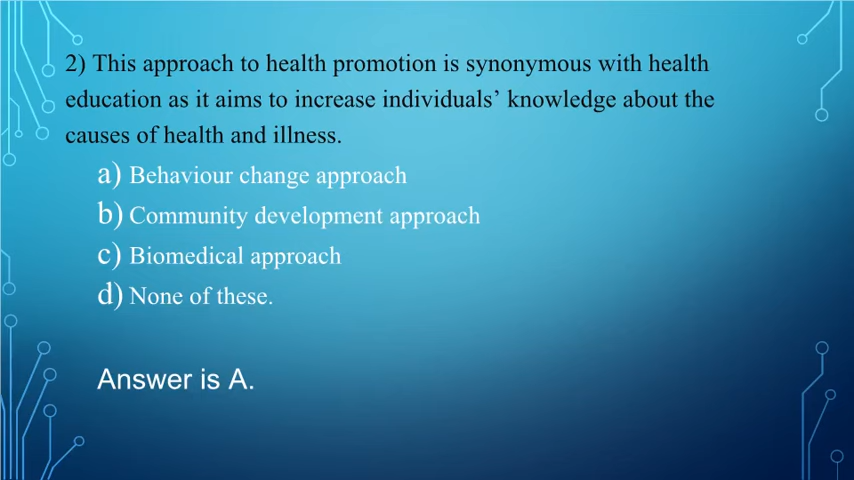 2) This approach to health promotion is synonymous with health
education as it aims to increase individuals’ knowledge about the
causes of health and illness.
a) Behaviour change approach
b) Community development approach
c) Biomedical approach
d) None of these.
Answer is A.